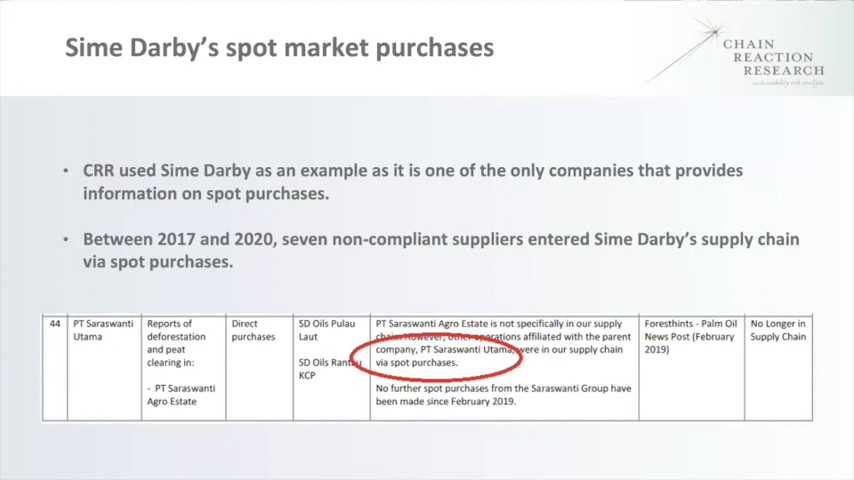 Sime Darby's spot market purchases
CHAIN
REACTION
RESEARCH
sustainability risk analysis
• CRR used Sime Darby as an example as it is one of the only companies that provides
information on spot purchases.
• Between 2017 and 2020, seven non-compliant suppliers entered Sime Darby's supply chain
via spot purchases.
44
PT Saraswanti
Utama
Reports of
deforestation
and peat
clearing in:
- PT Saraswanti
Agro Estate
Direct
purchases
SD Oils Pulau
Laut
SD Oils Rantau
KCP
PT Saraswanti Agro Estate is not specifically in our supply
chain. However, other operations affiliated with the parent
company, PT Saraswanti Utama, were in our supply chain
via spot purchases.
No further spot purchases from the Saraswanti Group have
been made since February 2019.
Foresthints - Palm Oil
News Post (February
2019)
No Longer in
Supply Chain